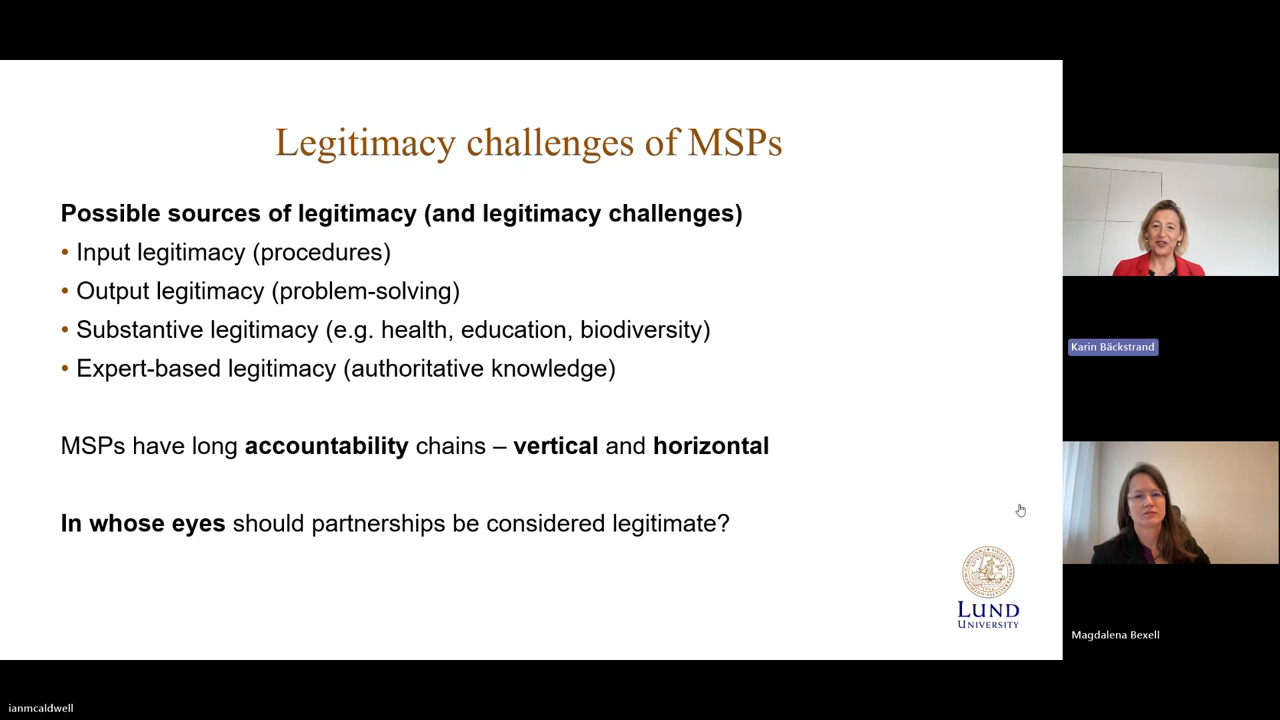 Legitimacy challenges of MSPs
Possible sources of legitimacy (and legitimacy challenges)
• Input legitimacy (procedures)
• Output legitimacy (problem-solving)
• Substantive legitimacy (e.g. health, education, biodiversity)
• Expert-based legitimacy (authoritative knowledge)
MSPs have long accountability chains – vertical and horizontal
In whose eyes should partnerships be considered legitimate?
LUND
UNIVERSITY
Karin Bäckstrand
Magdalena Bexell
ianmcaldwell